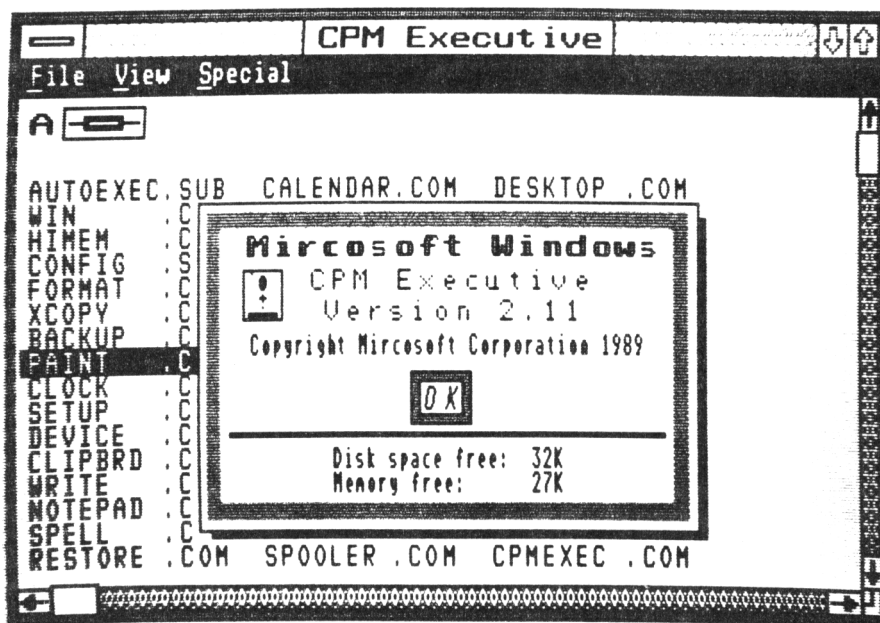 CPM Executive
File View Special
A
AUTOEXEC.SUB CALENDAR.COM DESKTOP .COM
WIN .C
HIMEM .C
CONFIG .S
FORMAT .C
XCOPY .C
BACKUP .C
PAINT .C
CLOCK .C
SETUP .C
DEVICE .C
CLIPBRD .C
WRITE .C
NOTEPAD .C
SPELL .C
RESTORE .COM SPOOLER .COM CPMEXEC .COM
Mircosoft Windows
CPM Executive
Version 2.11
Copyright Mircosoft Corporation 1989
OK
Disk space free: 32K
Memory free: 27K